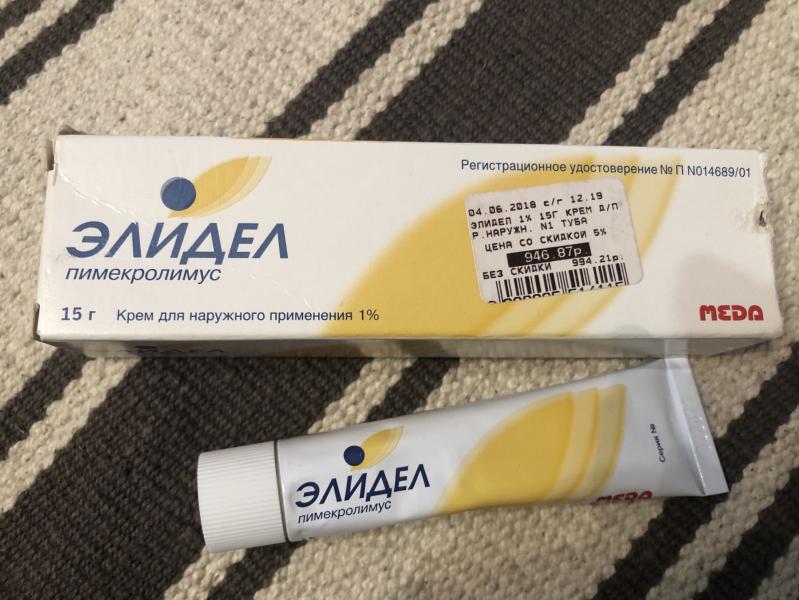 Регистрационное удостоверение № П N014689/01
ЭЛИДЕЛ
пимекролимус
15 г Крем для наружного применения 1%
04.06.2018 с/г 12.19
ЭЛИДЕЛ 1% 15Г КРЕМ Д/П
Р.НАРУЖН. N1 ТУБА
ЦЕНА СО СКИДКОЙ 5%
946.87р.
БЕЗ СКИДКИ 994.21р.
MEDA
ЭЛИДЕЛ
пимекролимус
MEDA
Серия №